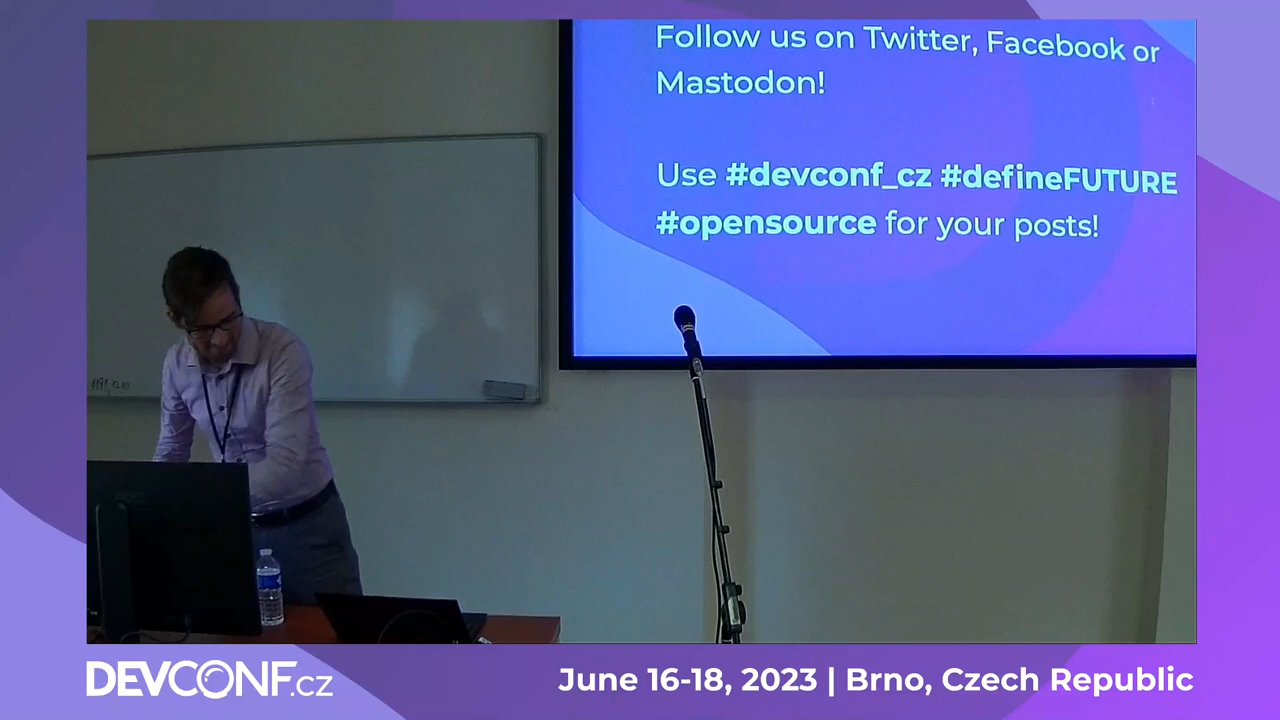 Follow us on Twitter, Facebook or
Mastodon!
Use #devconf_cz #defineFUTURE
#opensource for your posts!
DEVCONF.CZ
June 16-18, 2023 | Brno, Czech Republic